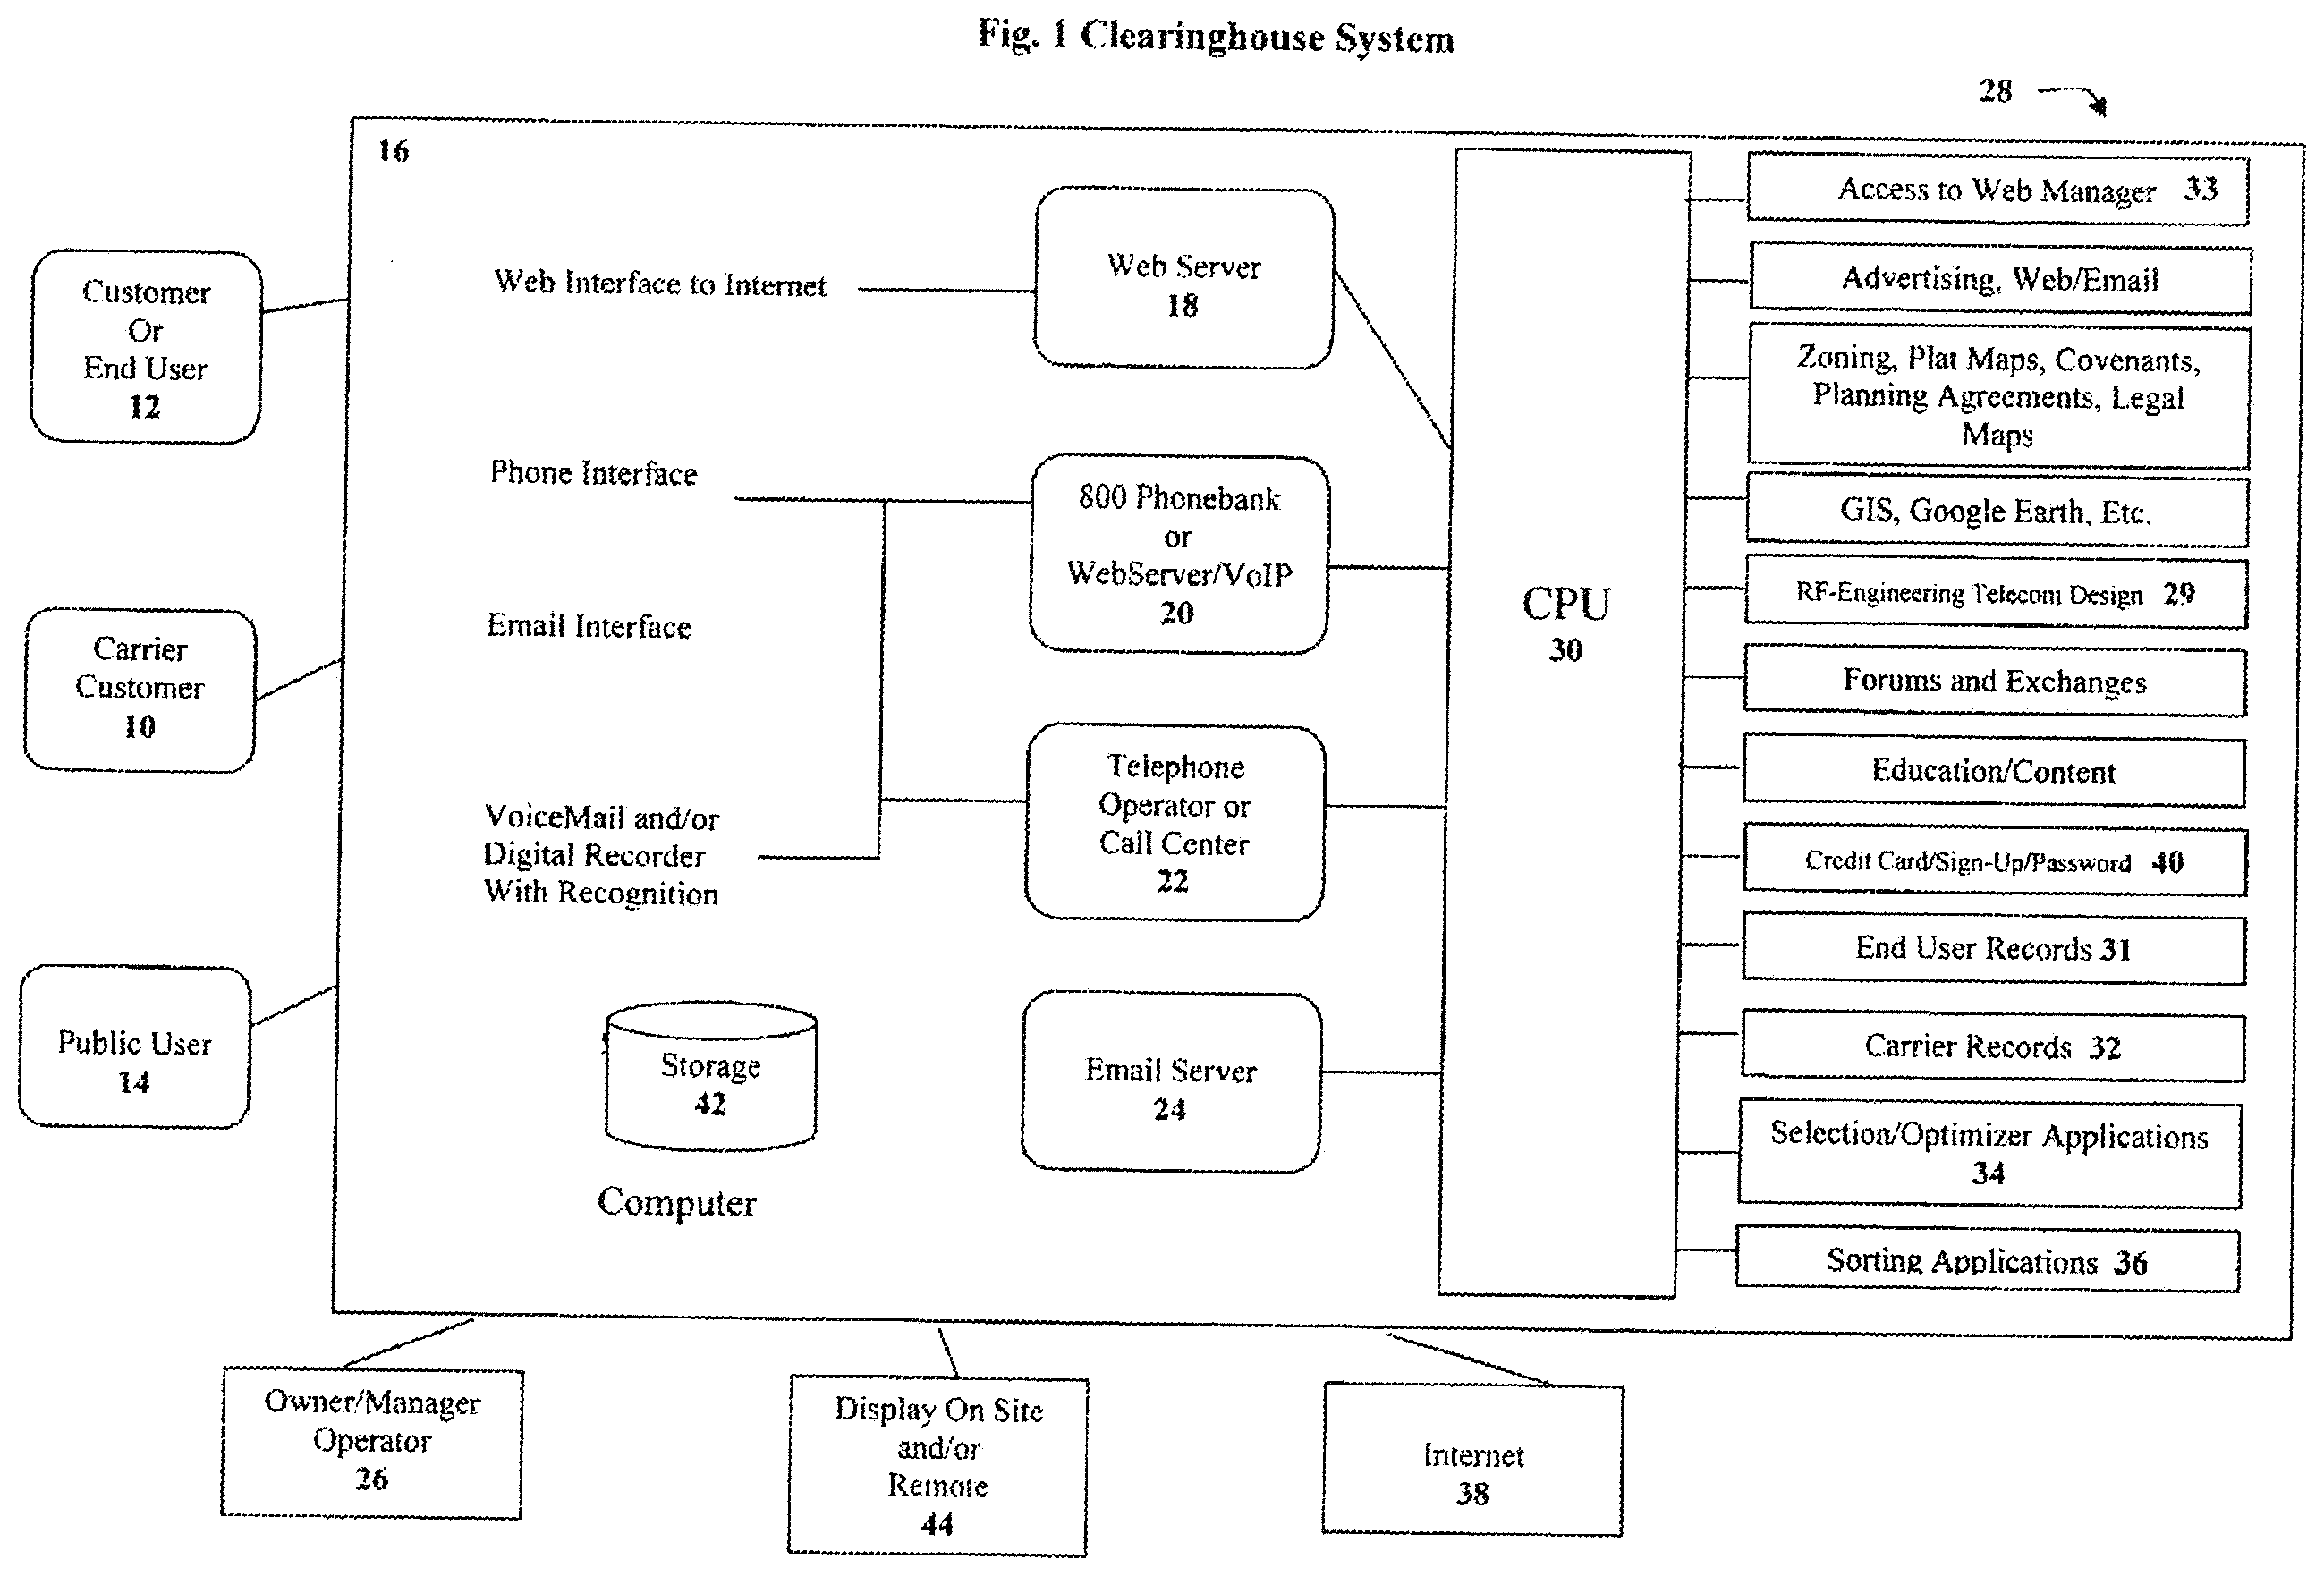 Fig. 1 Clearinghouse System
28
16
Customer
Or
End User
12
Carrier
Customer
10
Public User
14
Web Interface to Internet
Phone Interface
Email Interface
VoiceMail and/or
Digital Recorder
With Recognition
Storage
42
Computer
Web Server
18
800 Phonebank
or
WebServer/VoIP
20
Telephone
Operator or
Call Center
22
Email Server
24
CPU
30
Access to Web Manager 33
Advertising, Web/Email
Zoning, Plat Maps, Covenants,
Planning Agreements, Legal
Maps
GIS, Google Earth, Etc.
RF-Engineering Telecom Design 29
Forums and Exchanges
Education/Content
Credit Card/Sign-Up/Password 40
End User Records 31
Carrier Records 32
Selection/Optimizer Applications
34
Sorting Applications 36
Owner/Manager
Operator
26
Display On Site
and/or
Remote
44
Internet
38